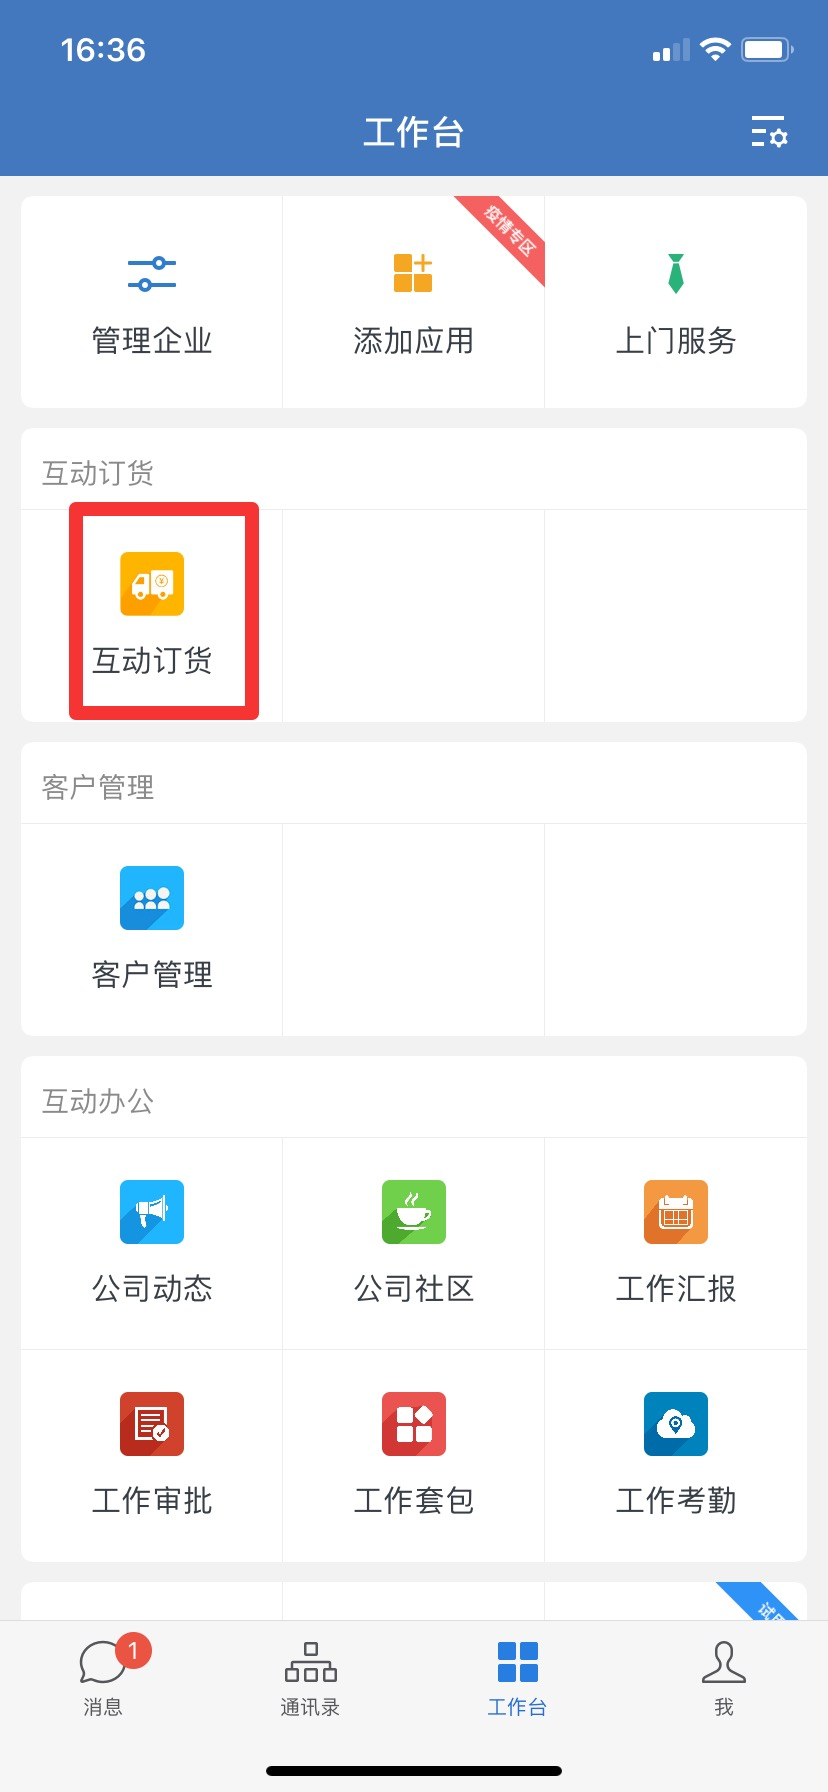 16:36
工作台
疫情专区
管理企业
添加应用
上门服务
互动订货
¥
互动订货
客户管理
客户管理
互动办公
公司动态
公司社区
工作汇报
工作审批
工作套包
工作考勤
试用
1
消息
通讯录
工作台
我